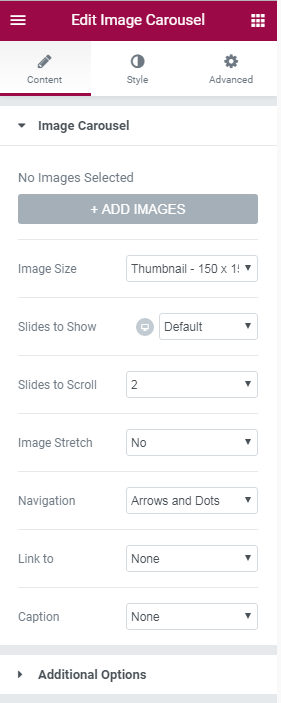 Edit Image Carousel
Content Style Advanced
Image Carousel
No Images Selected
+ ADD IMAGES
Image Size Thumbnail - 150 x 15
Slides to Show Default
Slides to Scroll 2
Image Stretch No
Navigation Arrows and Dots
Link to None
Caption None
Additional Options